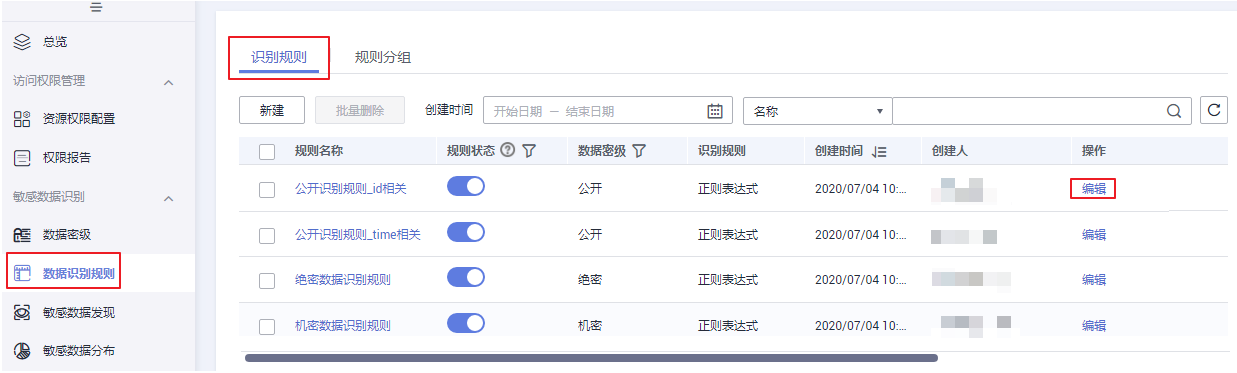 总览
访问权限管理
资源权限配置
权限报告
敏感数据识别
数据密级
数据识别规则
敏感数据发现
敏感数据分布
识别规则 规则分组
新建 批量删除 创建时间 开始日期 — 结束日期 名称
规则名称 规则状态 数据密级 识别规则 创建时间 创建人 操作
公开识别规则_id相关 公开 正则表达式 2020/07/04 10:... 编辑
公开识别规则_time相关 公开 正则表达式 2020/07/04 10:... 编辑
绝密数据识别规则 绝密 正则表达式 2020/07/04 10:... 编辑
机密数据识别规则 机密 正则表达式 2020/07/04 10:... 编辑